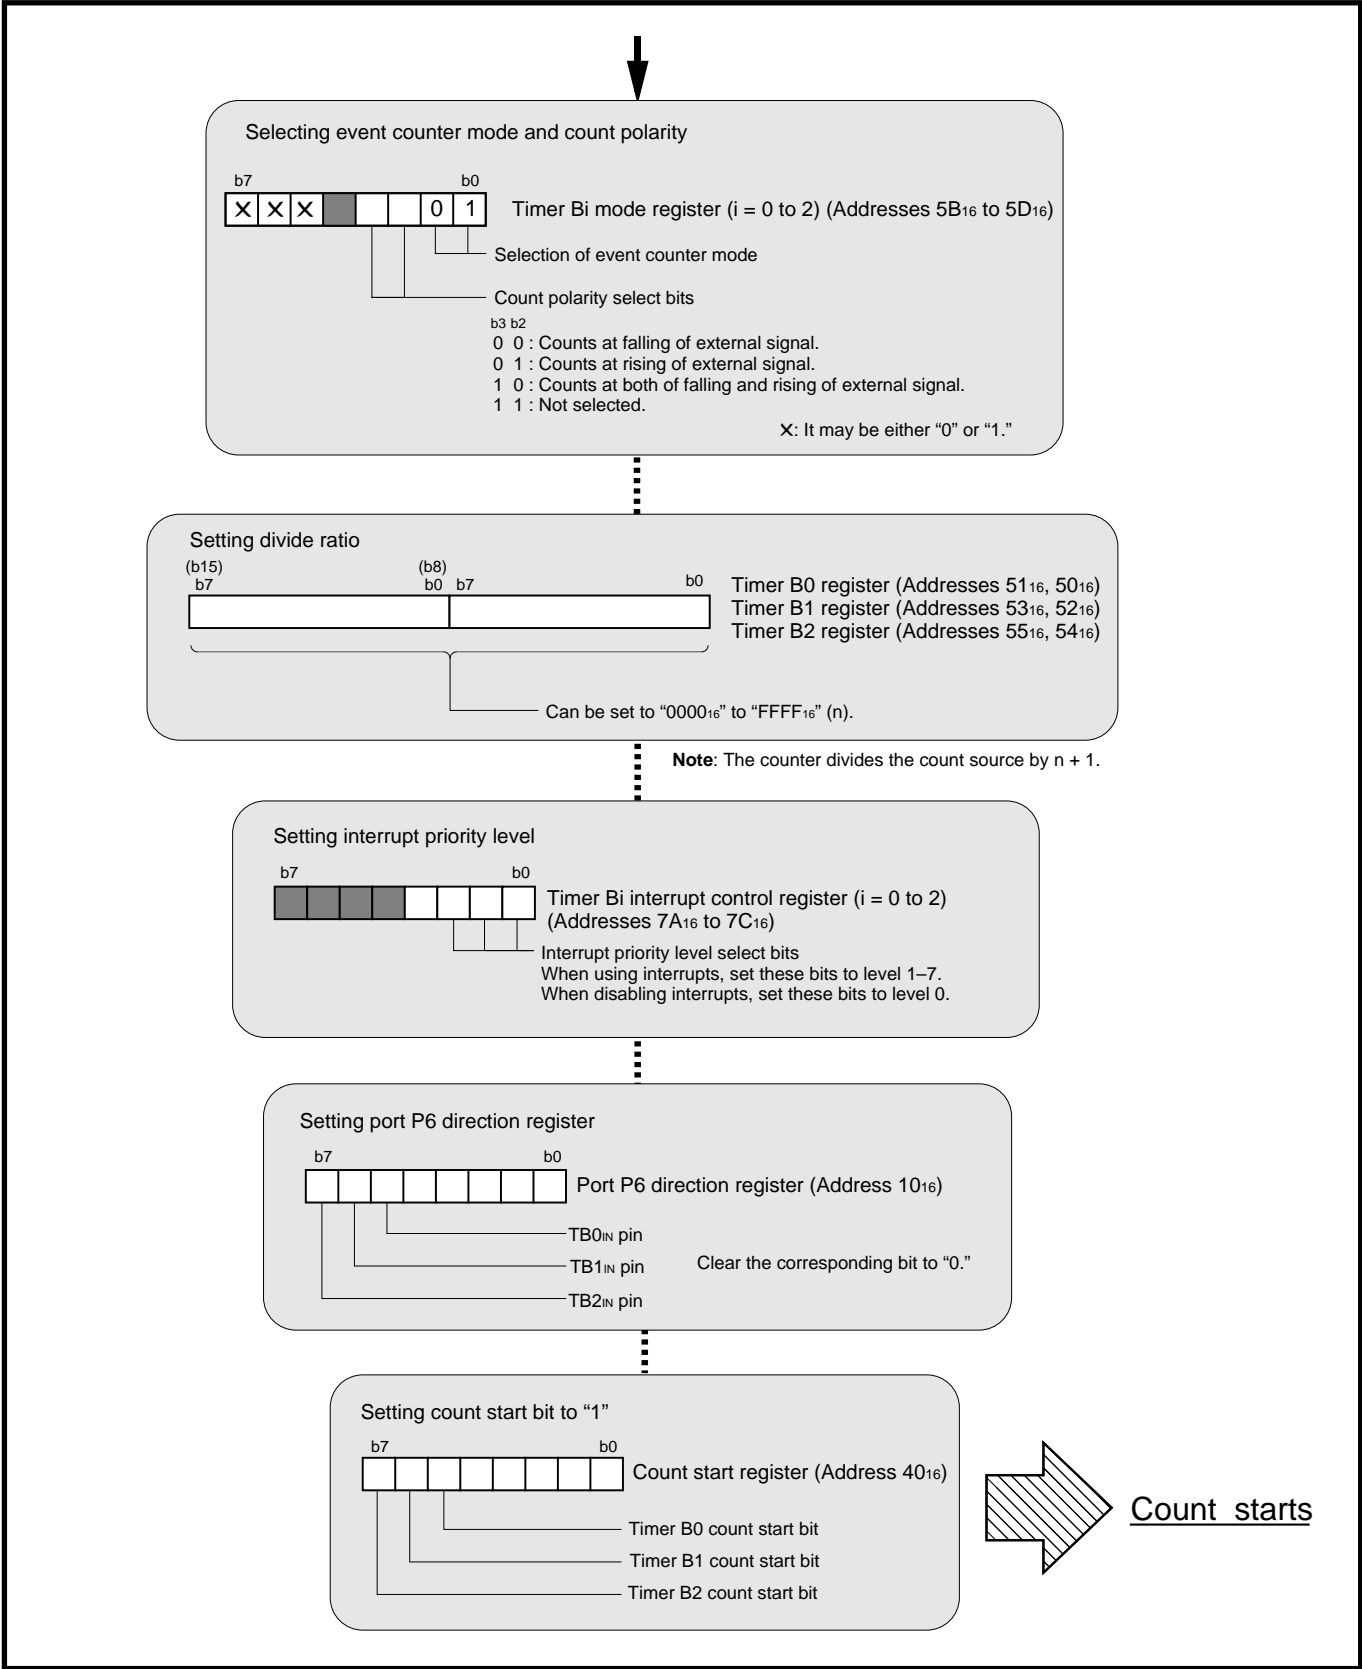 Selecting event counter mode and count polarity
b7 b0
✕ ✕ ✕ 0 1 Timer Bi mode register (i = 0 to 2) (Addresses 5B16 to 5D16)
Selection of event counter mode
Count polarity select bits
b3 b2
0 0 : Counts at falling of external signal.
0 1 : Counts at rising of external signal.
1 0 : Counts at both of falling and rising of external signal.
1 1 : Not selected.
✕: It may be either “0” or “1.”
Setting divide ratio
(b15) (b8)
b7 b0 b7 b0
Timer B0 register (Addresses 5116, 5016)
Timer B1 register (Addresses 5316, 5216)
Timer B2 register (Addresses 5516, 5416)
Can be set to “000016” to “FFFF16” (n).
Note: The counter divides the count source by n + 1.
Setting interrupt priority level
b7 b0
Timer Bi interrupt control register (i = 0 to 2)
(Addresses 7A16 to 7C16)
Interrupt priority level select bits
When using interrupts, set these bits to level 1–7.
When disabling interrupts, set these bits to level 0.
Setting port P6 direction register
b7 b0
Port P6 direction register (Address 1016)
TB0IN pin
TB1IN pin Clear the corresponding bit to “0.”
TB2IN pin
Setting count start bit to “1”
b7 b0
Count start register (Address 4016)
Timer B0 count start bit
Timer B1 count start bit
Timer B2 count start bit
Count starts